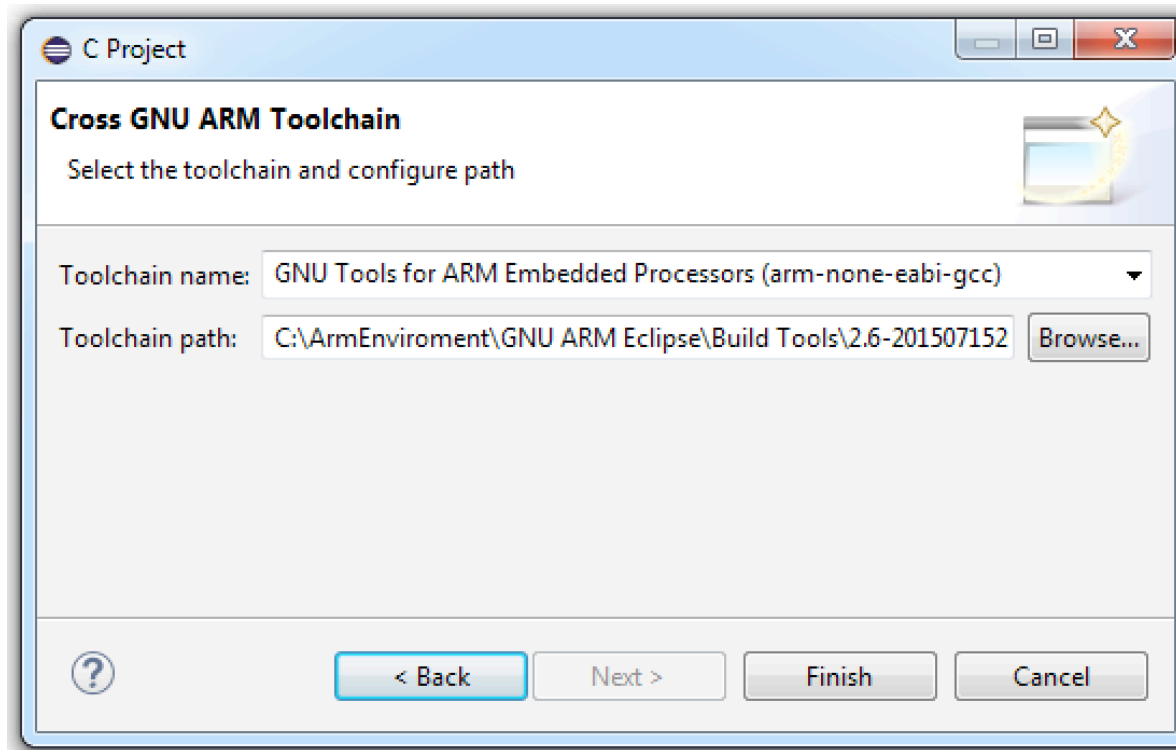 C Project
Cross GNU ARM Toolchain
Select the toolchain and configure path
Toolchain name: GNU Tools for ARM Embedded Processors (arm-none-eabi-gcc)
Toolchain path: C:\ArmEnviroment\GNU ARM Eclipse\Build Tools\2.6-201507152 Browse...
? < Back Next > Finish Cancel